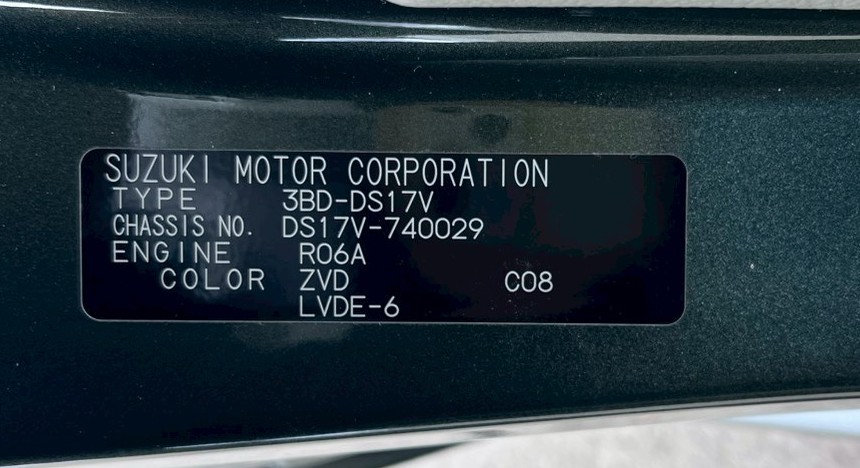 SUZUKI MOTOR CORPORATION
TYPE 3BD-DS17V
CHASSIS NO. DS17V-740029
ENGINE R06A
COLOR ZVD C08
LVDE-6